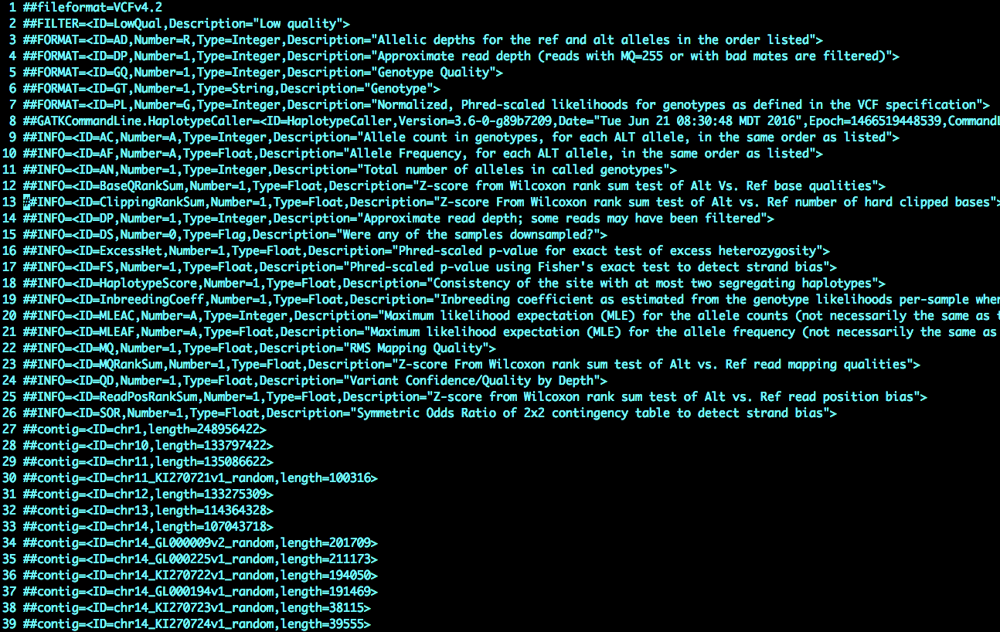 1 ##fileformat=VCFv4.2
2 ##FILTER=<ID=LowQual,Description="Low quality">
3 ##FORMAT=<ID=AD,Number=R,Type=Integer,Description="Allelic depths for the ref and alt alleles in the order listed">
4 ##FORMAT=<ID=DP,Number=1,Type=Integer,Description="Approximate read depth (reads with MQ=255 or with bad mates are filtered)">
5 ##FORMAT=<ID=GQ,Number=1,Type=Integer,Description="Genotype Quality">
6 ##FORMAT=<ID=GT,Number=1,Type=String,Description="Genotype">
7 ##FORMAT=<ID=PL,Number=G,Type=Integer,Description="Normalized, Phred-scaled likelihoods for genotypes as defined in the VCF specification">
8 ##GATKCommandLine.HaplotypeCaller=<ID=HaplotypeCaller,Version=3.6-0-g89b7209,Date="Tue Jun 21 08:30:48 MDT 2016",Epoch=1466519448539,CommandL
9 ##INFO=<ID=AC,Number=A,Type=Integer,Description="Allele count in genotypes, for each ALT allele, in the same order as listed">
10 ##INFO=<ID=AF,Number=A,Type=Float,Description="Allele Frequency, for each ALT allele, in the same order as listed">
11 ##INFO=<ID=AN,Number=1,Type=Integer,Description="Total number of alleles in called genotypes">
12 ##INFO=<ID=BaseQRankSum,Number=1,Type=Float,Description="Z-score from Wilcoxon rank sum test of Alt Vs. Ref base qualities">
13 ##INFO=<ID=ClippingRankSum,Number=1,Type=Float,Description="Z-score From Wilcoxon rank sum test of Alt vs. Ref number of hard clipped bases">
14 ##INFO=<ID=DP,Number=1,Type=Integer,Description="Approximate read depth; some reads may have been filtered">
15 ##INFO=<ID=DS,Number=0,Type=Flag,Description="Were any of the samples downsampled?">
16 ##INFO=<ID=ExcessHet,Number=1,Type=Float,Description="Phred-scaled p-value for exact test of excess heterozygosity">
17 ##INFO=<ID=FS,Number=1,Type=Float,Description="Phred-scaled p-value using Fisher's exact test to detect strand bias">
18 ##INFO=<ID=HaplotypeScore,Number=1,Type=Float,Description="Consistency of the site with at most two segregating haplotypes">
19 ##INFO=<ID=InbreedingCoeff,Number=1,Type=Float,Description="Inbreeding coefficient as estimated from the genotype likelihoods per-sample wher
20 ##INFO=<ID=MLEAC,Number=A,Type=Integer,Description="Maximum likelihood expectation (MLE) for the allele counts (not necessarily the same as t
21 ##INFO=<ID=MLEAF,Number=A,Type=Float,Description="Maximum likelihood expectation (MLE) for the allele frequency (not necessarily the same as
22 ##INFO=<ID=MQ,Number=1,Type=Float,Description="RMS Mapping Quality">
23 ##INFO=<ID=MQRankSum,Number=1,Type=Float,Description="Z-score From Wilcoxon rank sum test of Alt vs. Ref read mapping qualities">
24 ##INFO=<ID=QD,Number=1,Type=Float,Description="Variant Confidence/Quality by Depth">
25 ##INFO=<ID=ReadPosRankSum,Number=1,Type=Float,Description="Z-score from Wilcoxon rank sum test of Alt vs. Ref read position bias">
26 ##INFO=<ID=SOR,Number=1,Type=Float,Description="Symmetric Odds Ratio of 2x2 contingency table to detect strand bias">
27 ##contig=<ID=chr1,length=248956422>
28 ##contig=<ID=chr10,length=133797422>
29 ##contig=<ID=chr11,length=135086622>
30 ##contig=<ID=chr11_KI270721v1_random,length=100316>
31 ##contig=<ID=chr12,length=133275309>
32 ##contig=<ID=chr13,length=114364328>
33 ##contig=<ID=chr14,length=107043718>
34 ##contig=<ID=chr14_GL000009v2_random,length=201709>
35 ##contig=<ID=chr14_GL000225v1_random,length=211173>
36 ##contig=<ID=chr14_KI270722v1_random,length=194050>
37 ##contig=<ID=chr14_GL000194v1_random,length=191469>
38 ##contig=<ID=chr14_KI270723v1_random,length=38115>
39 ##contig=<ID=chr14_KI270724v1_random,length=39555>